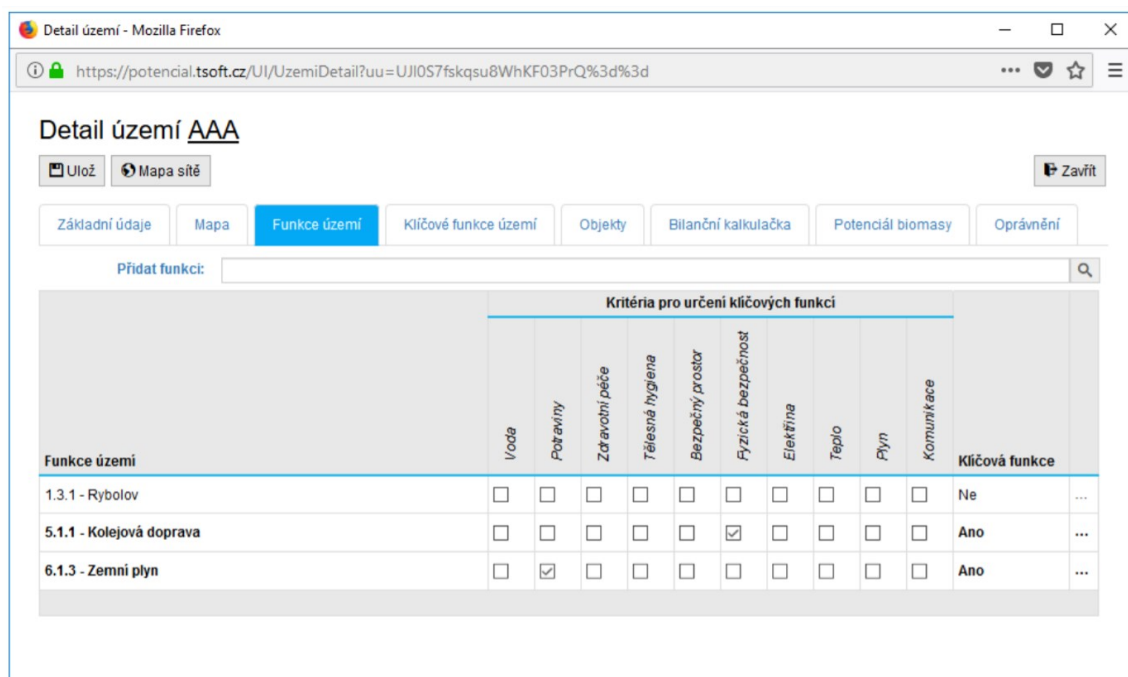 Detail území - Mozilla Firefox
https://potencial.tsoft.cz/UI/UzemiDetail?uu=UJI0S7fskqsu8WhKF03PrQ%3d%3d
Detail území AAA
Ulož Mapa sítě Zavřít
Základní údaje Mapa Funkce území Klíčové funkce území Objekty Bilanční kalkulačka Potenciál biomasy Oprávnění
Přidat funkci:
Kritéria pro určení klíčových funkcí
Funkce území Voda Potraviny Zdravotní péče Tělesná hygiena Bezpečný prostor Fyzická bezpečnost Elektřina Teplo Plyn Komunikace Klíčová funkce
1.3.1 - Rybolov Ne ...
5.1.1 - Kolejová doprava Ano ...
6.1.3 - Zemní plyn Ano ...